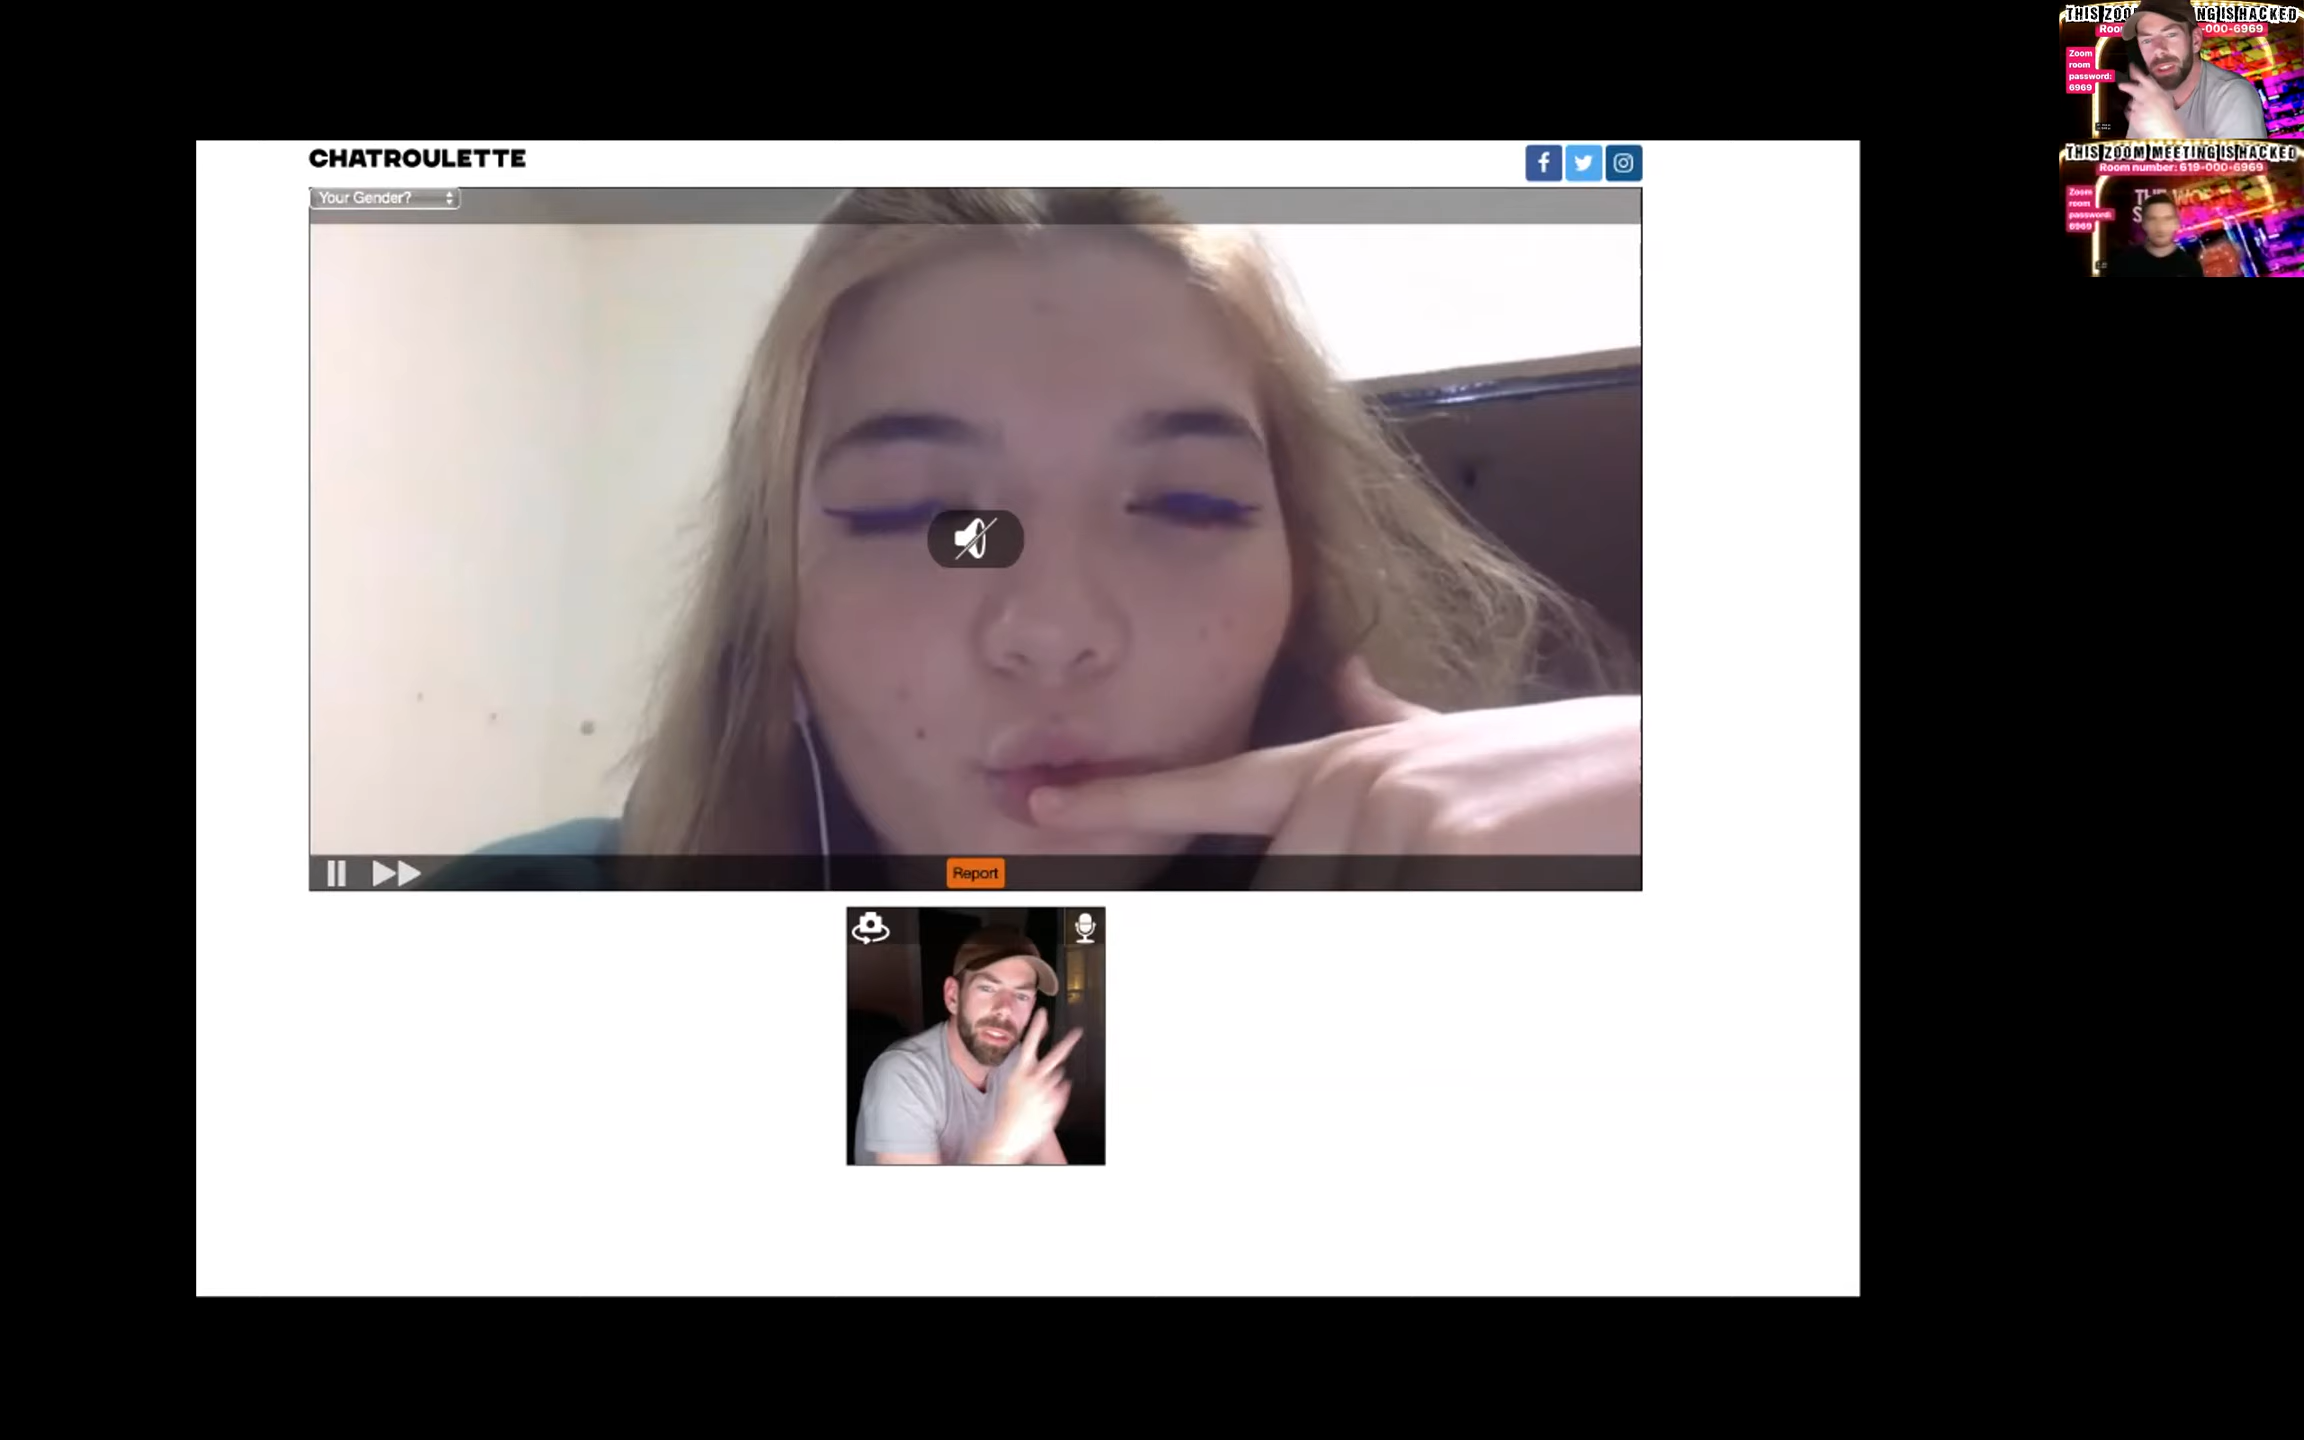 CHATROULETTE
Your Gender?
Report
THIS ZOO NG IS HACKED
Roo -000-6969
Zoom
room
password:
6969
THIS ZOOM MEETING IS HACKED
Room number: 619-000-6969
Zoom
room
password:
6969